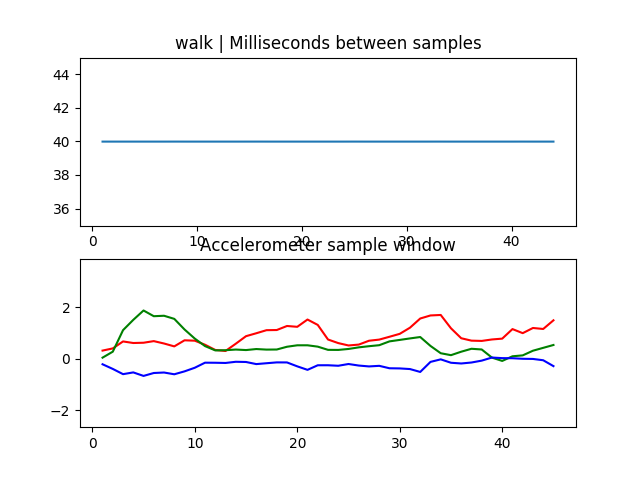 walk | Milliseconds between samples
44
42
40
38
36
0 10 20 30 40
Accelerometer sample window
2
0
−2
0 10 20 30 40